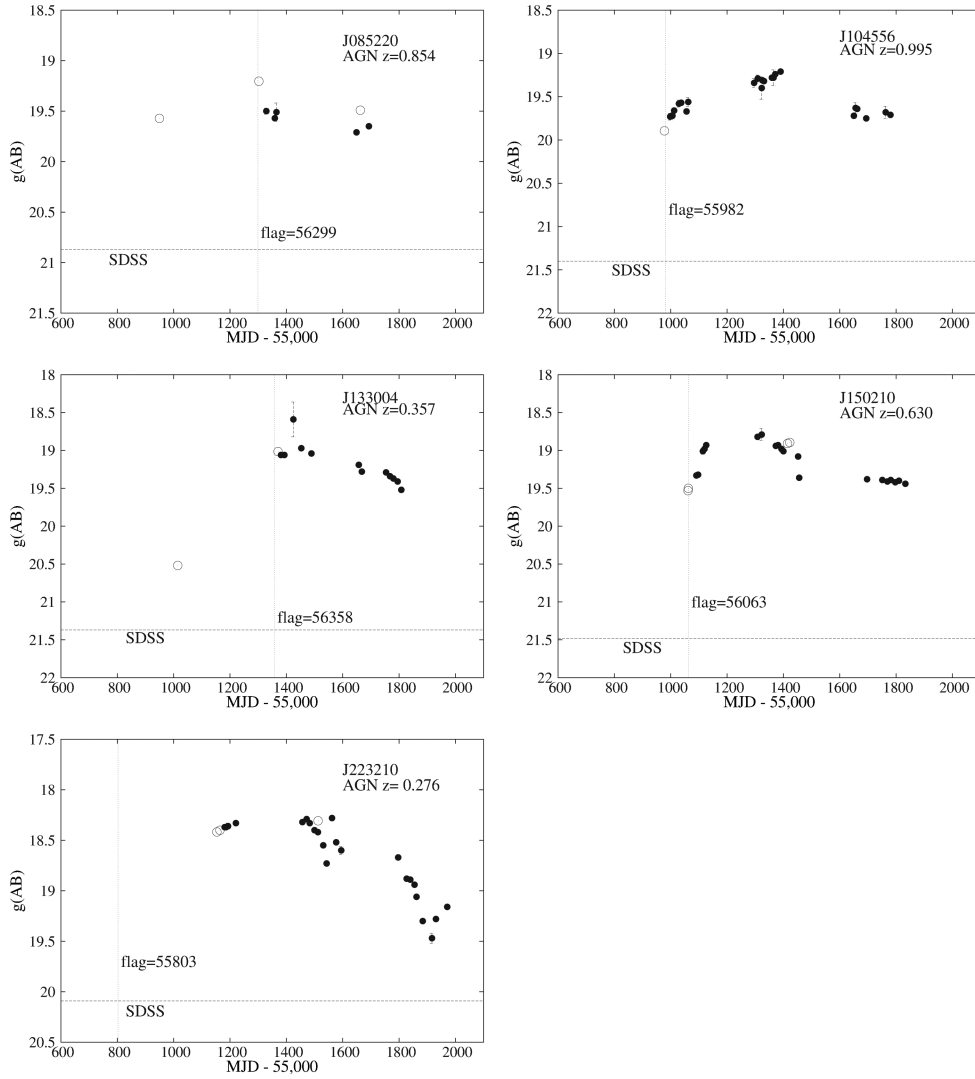 18.5
19
19.5
20
20.5
21
21.5
600 800 1000 1200 1400 1600 1800 2000
g(AB)
MJD - 55,000
J085220
AGN z=0.854
flag=56299
SDSS
18.5
19
19.5
20
20.5
21
21.5
22
600 800 1000 1200 1400 1600 1800 2000
g(AB)
MJD - 55,000
J104556
AGN z=0.995
flag=55982
SDSS
18
18.5
19
19.5
20
20.5
21
21.5
22
600 800 1000 1200 1400 1600 1800 2000
g(AB)
MJD - 55,000
J133004
AGN z=0.357
flag=56358
SDSS
18
18.5
19
19.5
20
20.5
21
21.5
22
600 800 1000 1200 1400 1600 1800 2000
g(AB)
MJD - 55,000
J150210
AGN z=0.630
flag=56063
SDSS
17.5
18
18.5
19
19.5
20
20.5
600 800 1000 1200 1400 1600 1800 2000
g(AB)
MJD - 55,000
J223210
AGN z= 0.276
flag=55803
SDSS